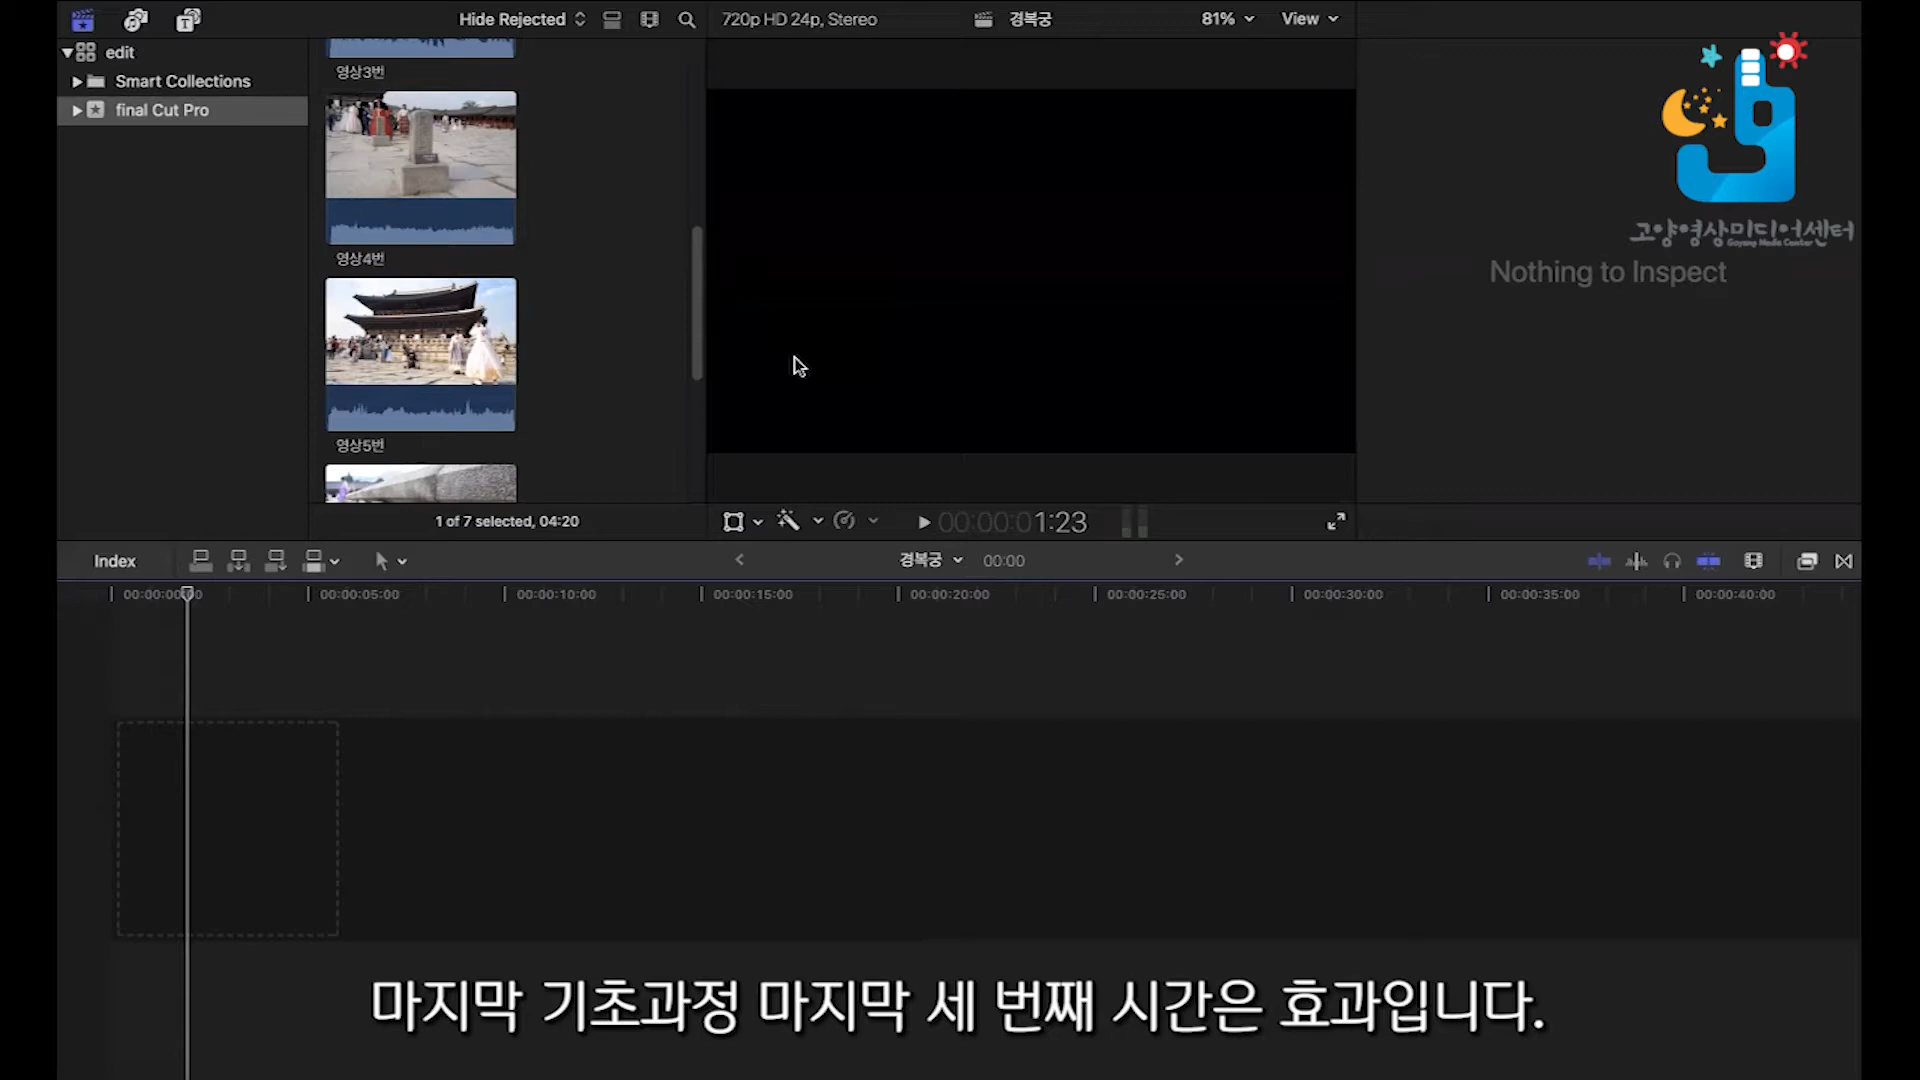 Hide Rejected
720p HD 24p, Stereo
경복궁
81%
View
edit
Smart Collections
final Cut Pro
영상3번
영상4번
영상5번
고양영상미디어센터
Goyang Media Center
Nothing to Inspect
1 of 7 selected, 04:20
00:00:01:23
Index
경복궁
00:00
00:00:00:00
00:00:05:00
00:00:10:00
00:00:15:00
00:00:20:00
00:00:25:00
00:00:30:00
00:00:35:00
00:00:40:00
마지막 기초과정 마지막 세 번째 시간은 효과입니다.